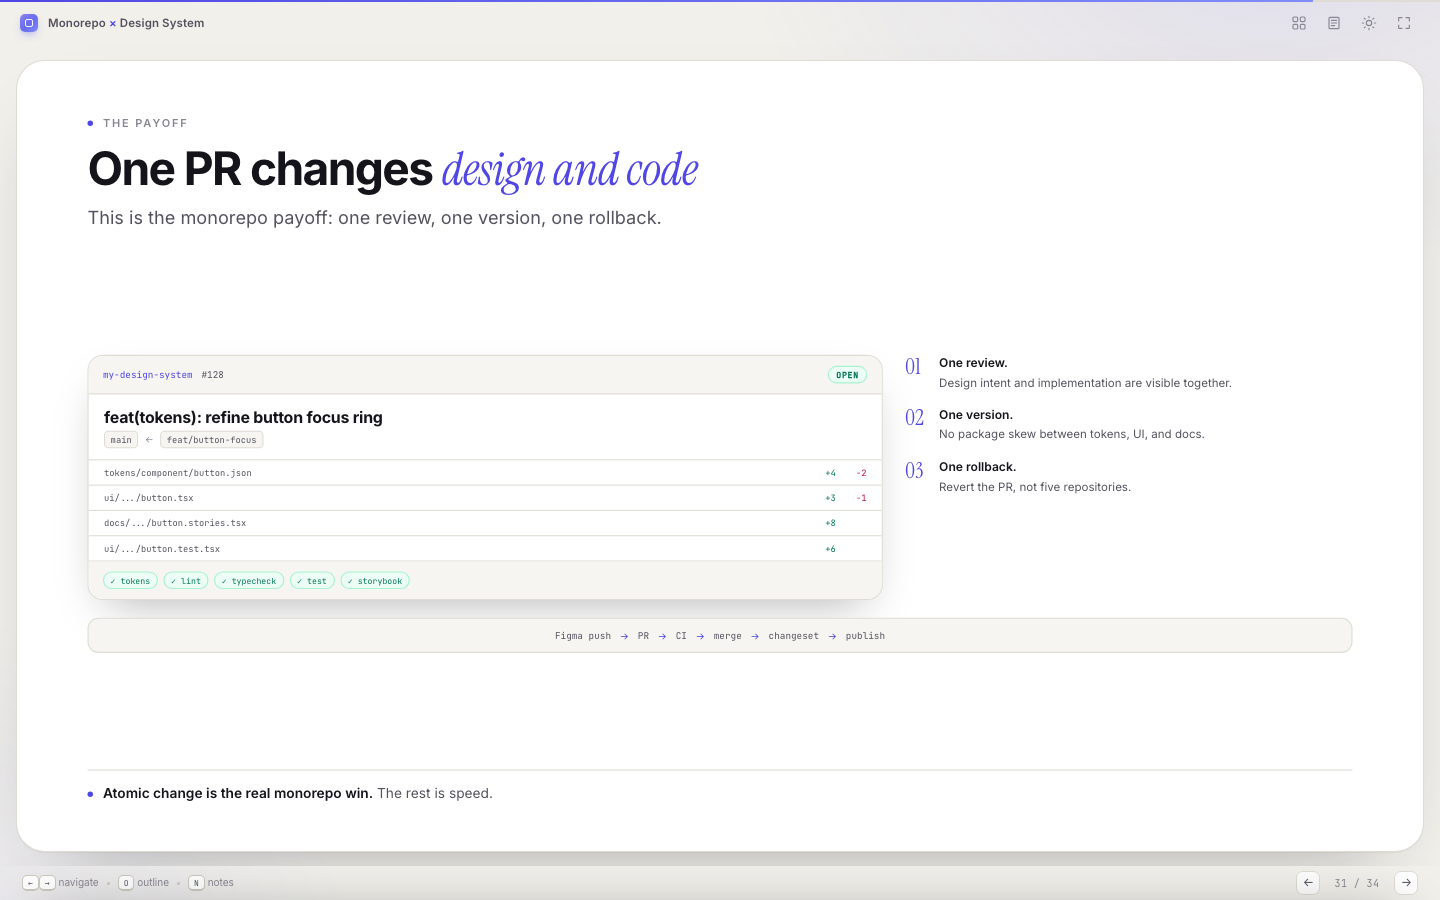 Monorepo × Design System
THE PAYOFF
One PR changes design and code
This is the monorepo payoff: one review, one version, one rollback.
my-design-system #128
OPEN
feat(tokens): refine button focus ring
main ← feat/button-focus
tokens/component/button.json +4 -2
ui/.../button.tsx +3 -1
docs/.../button.stories.tsx +8
ui/.../button.test.tsx +6
✓ tokens ✓ lint ✓ typecheck ✓ test ✓ storybook
01 One review.
Design intent and implementation are visible together.
02 One version.
No package skew between tokens, UI, and docs.
03 One rollback.
Revert the PR, not five repositories.
Figma push → PR → CI → merge → changeset → publish
Atomic change is the real monorepo win. The rest is speed.
← → navigate • O outline • N notes
← 31 / 34 →